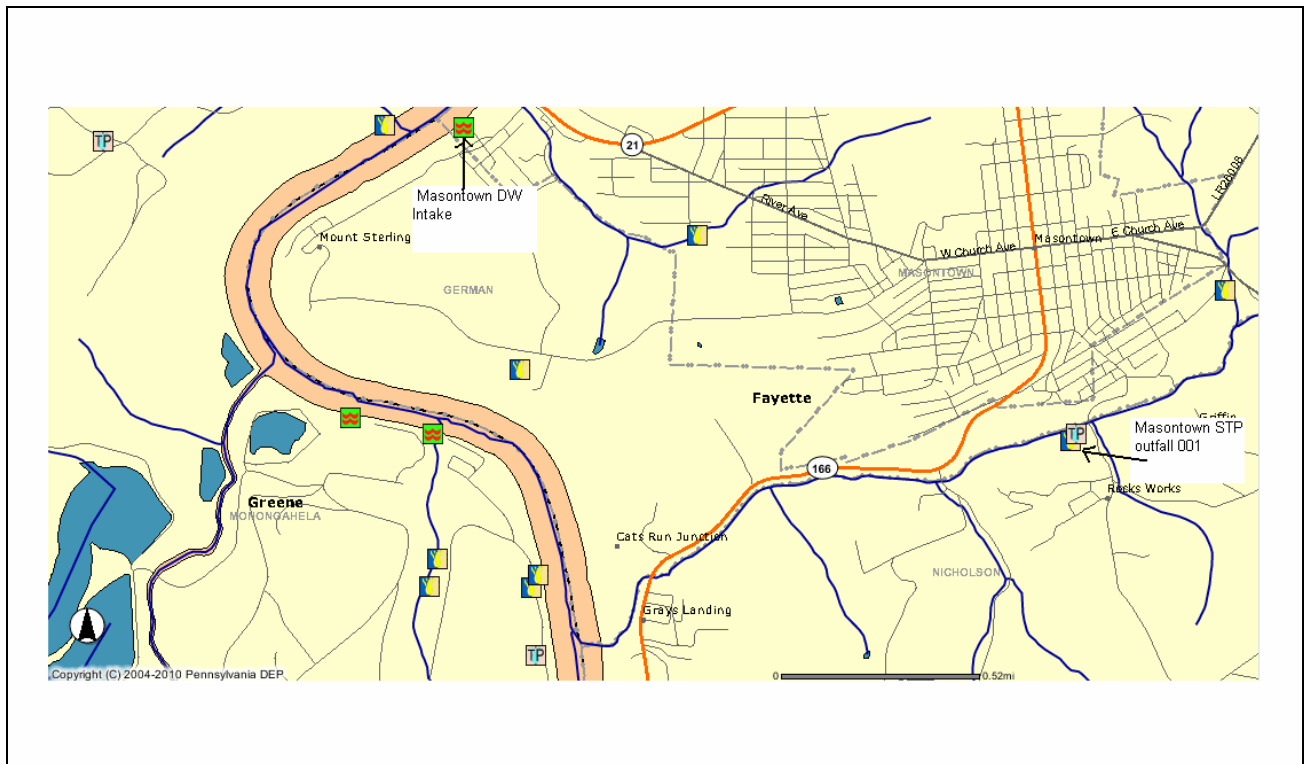 TP
21
LR26008
Masontown DW
Intake
River Ave
Mount Sterling
W Church Ave
Masontown
E Church Ave
MASONTOWN
GERMAN
Fayette
Griffin
Masontown STP
outfall 001
TP
166
Rocks Works
Greene
MONONGAHELA
Cats Run Junction
NICHOLSON
Grays Landing
TP
Copyright (C) 2004-2010 Pennsylvania DEP
0
0.52mi